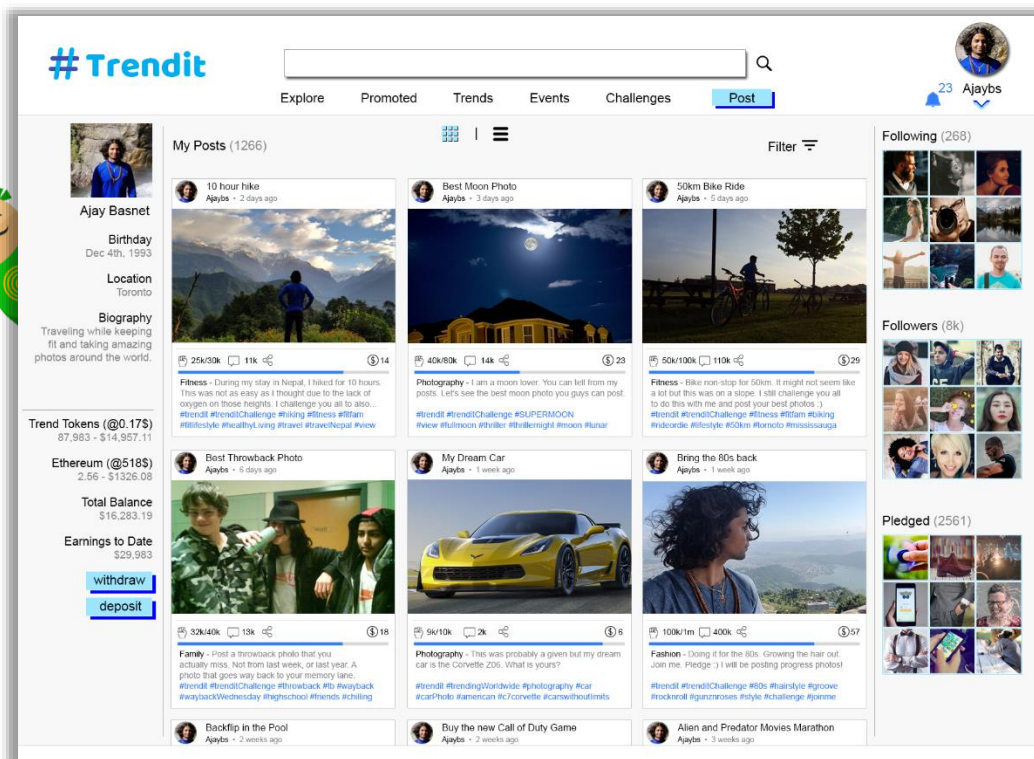 #Trendit
23
Ajaybs
Explore Promoted Trends Events Challenges Post
Ajay Basnet
Birthday
Dec 4th, 1993
Location
Toronto
Biography
Traveling while keeping
fit and taking amazing
photos around the world.
Trend Tokens (@0.17$)
87,983 - $14,957.11
Ethereum (@518$)
2.56 - $1326.08
Total Balance
$16,283.19
Earnings to Date
$29,983
withdraw
deposit
My Posts (1266)
|
Filter
10 hour hike
Ajaybs • 2 days ago
25k/30k 11k $14
Fitness - During my stay in Nepal, I hiked for 10 hours.
This was not as easy as I thought due to the lack of
oxygen on those heights. I challenge you all to also...
#trendit #trenditChallenge #hiking #fitness #fitfam
#fitlifestyle #healthyLiving #travel #travelNepal #view
Best Moon Photo
Ajaybs • 3 days ago
40k/80k 14k $23
Photography - I am a moon lover. You can tell from my
posts. Let's see the best moon photo you guys can post.
#trendit #trenditChallenge #SUPERMOON
#view #fullmoon #thriller #thrillernight #moon #lunar
50km Bike Ride
Ajaybs • 5 days ago
50k/100k 110k $29
Fitness - Bike non-stop for 50km. It might not seem like
a lot but this was on a slope. I still challenge you all
to do this with me and post your best photos :)
#trendit #trenditChallenge #fitness #fitfam #biking
#rideordie #lifestyle #50km #tornoto #mississauga
Best Throwback Photo
Ajaybs • 6 days ago
32k/40k 13k $18
Family - Post a throwback photo that you
actually miss. Not from last week, or last year. A
photo that goes way back to your memory lane.
#trendit #trenditChallenge #throwback #tb #wayback
#waybackWednesday #highschool #friends #chiling
My Dream Car
Ajaybs • 1 week ago
9k/10k 2k $6
Photography - This was probably a given but my dream
car is the Corvette Z06. What is yours?
#trendit #trendingWorldwide #photography #car
#carPhoto #american #c7corvette #carswithoutlimits
Bring the 80s back
Ajaybs • 1 week ago
100k/1m 400k $57
Fashion - Doing it for the 80s. Growing the hair out.
Join me. Pledge :) I will be posting progress photos!
#trendit #trenditChallenge #80s #hairstyle #groove
#rocknroll #gunznroses #style #challenge #joinme
Backflip in the Pool
Ajaybs • 2 weeks ago
Buy the new Call of Duty Game
Ajaybs • 2 weeks ago
Alien and Predator Movies Marathon
Ajaybs • 3 weeks ago
Following (268)
Followers (8k)
Pledged (2561)